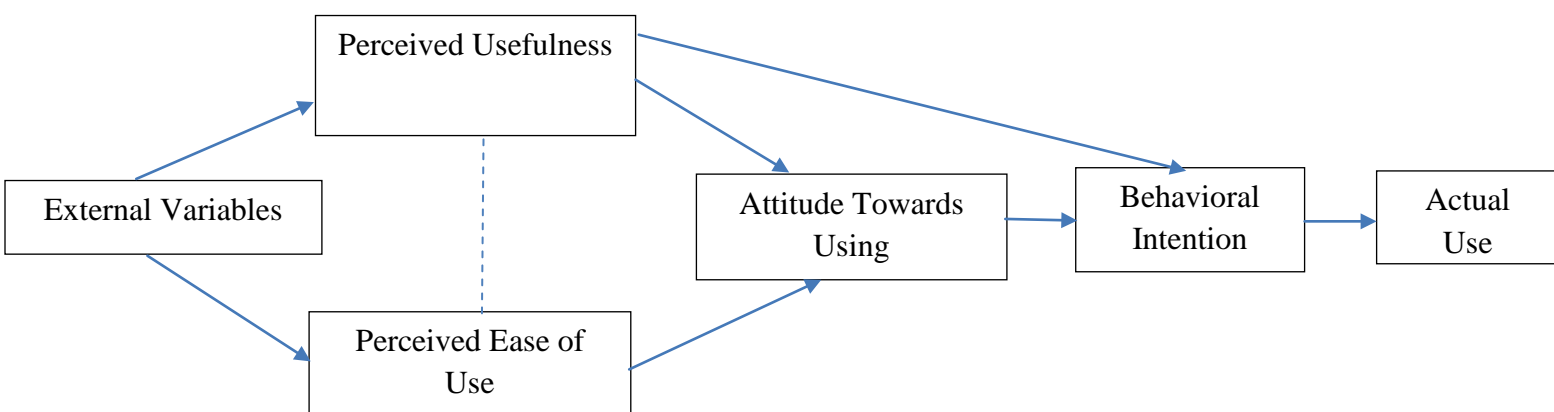 Perceived Usefulness
External Variables
Attitude Towards
Using
Behavioral
Intention
Actual
Use
Perceived Ease of
Use